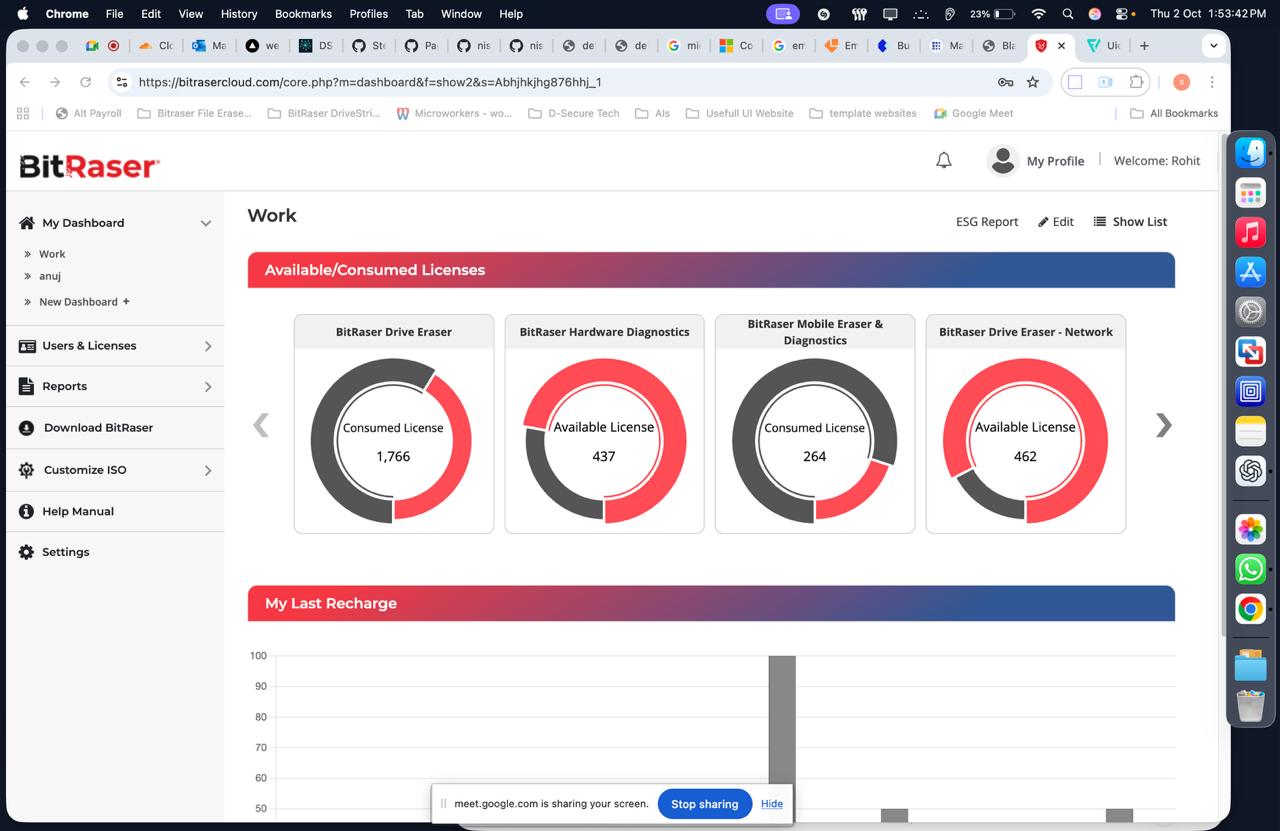 Chrome File Edit View History Bookmarks Profiles Tab Window Help 23% Thu 2 Oct 1:53:42 PM
Clo Ma we DS Sto Pa nis nis de de mic Co em Em Bu Ma Bla Uic
https://bitrasercloud.com/core.php?m=dashboard&f=show2&s=Abhjhkjhg876hhj_1 S
Alt Payroll Bitraser File Erase... BitRaser DriveStri... Microworkers - wo... D-Secure Tech AIs Usefull UI Website template websites Google Meet All Bookmarks
BitRaser
My Profile Welcome: Rohit
My Dashboard
Work
anuj
New Dashboard +
Users & Licenses
Reports
Download BitRaser
Customize ISO
Help Manual
Settings
Work
ESG Report Edit Show List
Available/Consumed Licenses
BitRaser Drive Eraser
Consumed License
1,766
BitRaser Hardware Diagnostics
Available License
437
BitRaser Mobile Eraser &
Diagnostics
Consumed License
264
BitRaser Drive Eraser - Network
Available License
462
My Last Recharge
100
90
80
70
60
50
meet.google.com is sharing your screen. Stop sharing Hide